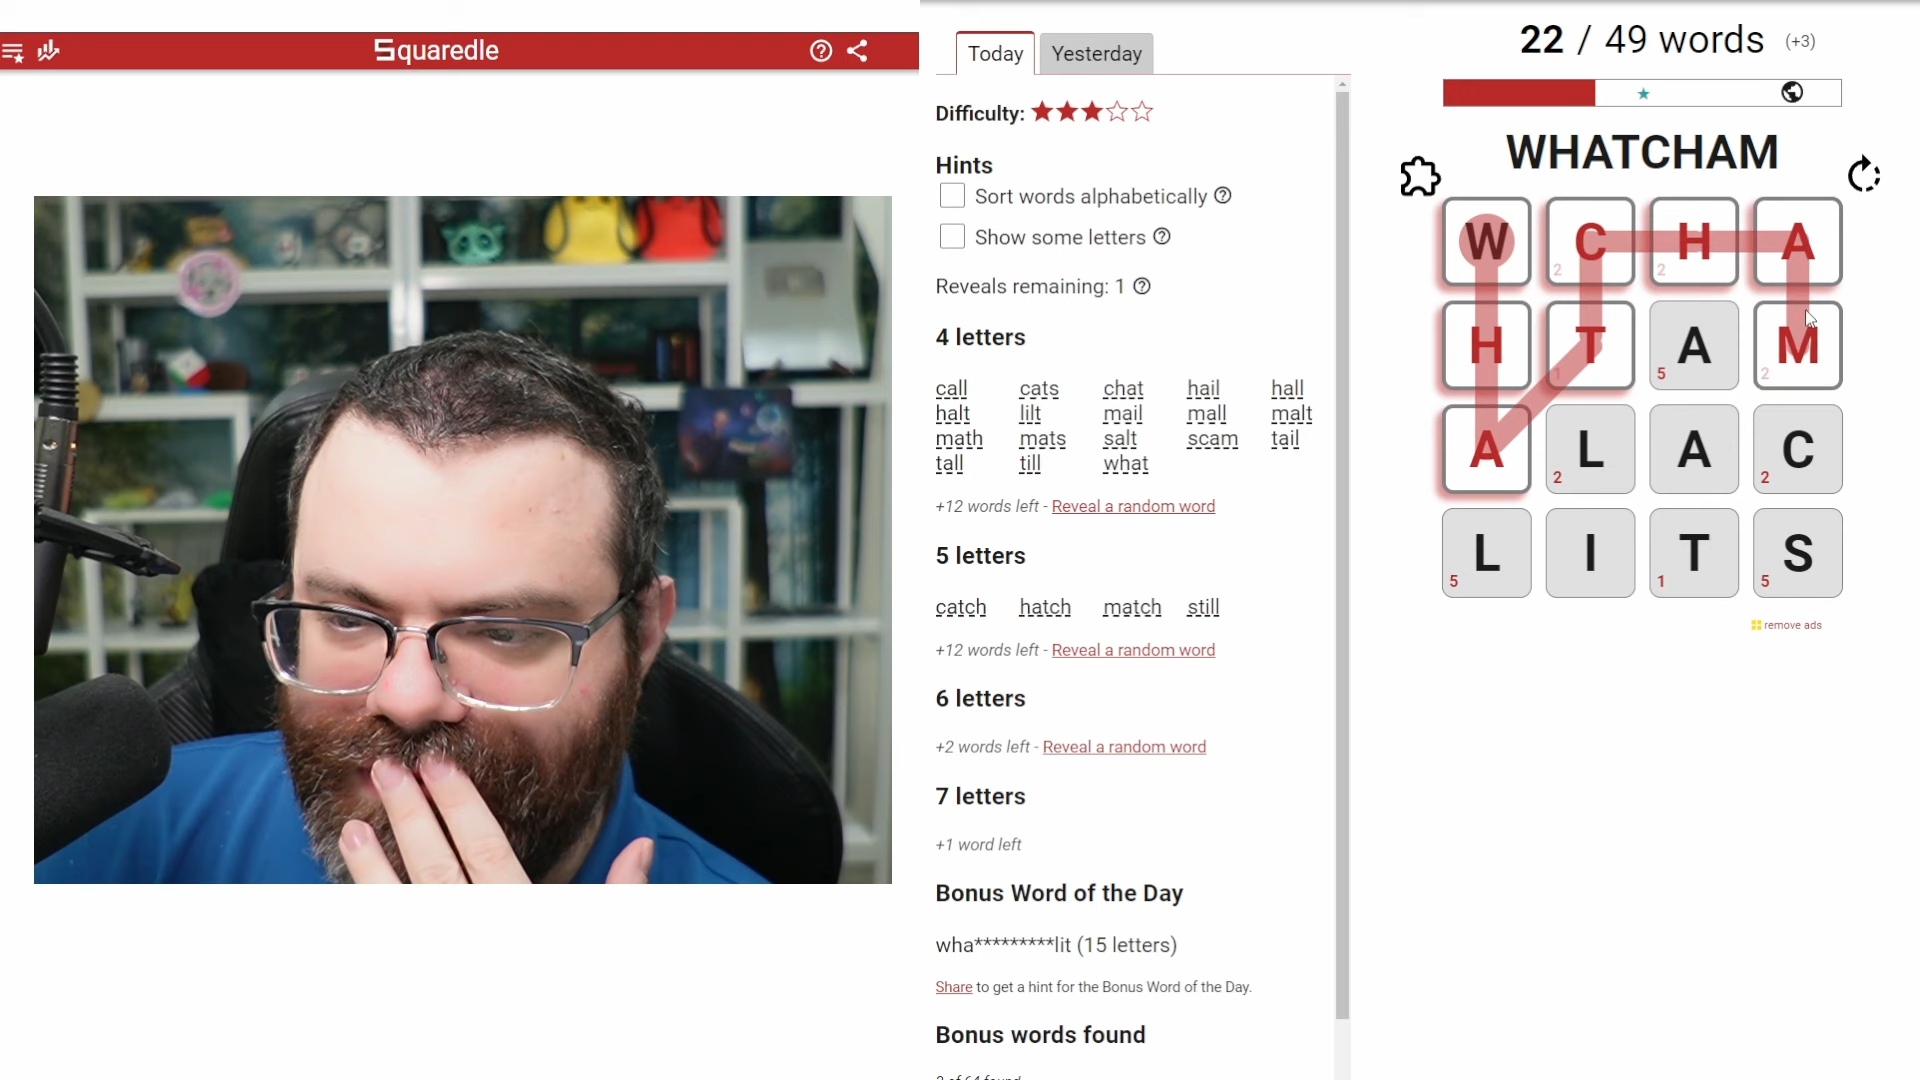 Squaredle
Today
Yesterday
Difficulty:
Hints
Sort words alphabetically
Show some letters
Reveals remaining: 1
4 letters
call cats chat hail hall
halt lilt mail mall malt
math mats salt scam tail
tall till what
+12 words left - Reveal a random word
5 letters
catch hatch match still
+12 words left - Reveal a random word
6 letters
+2 words left - Reveal a random word
7 letters
+1 word left
Bonus Word of the Day
wha*********lit (15 letters)
Share to get a hint for the Bonus Word of the Day.
Bonus words found
22 / 49 words (+3)
WHATCHAM
W C 2 H 2 A
H T 1 A 5 M 2
A L 2 A C 2
L 5 I T 1 S 5
remove ads